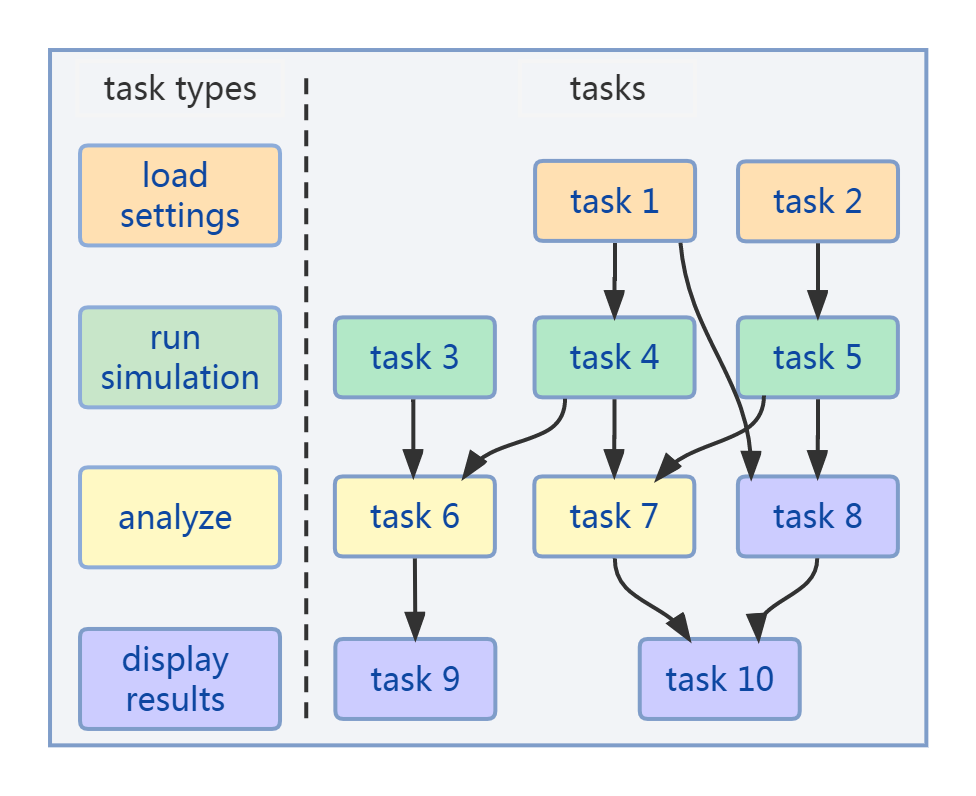 task types
tasks
load
settings
task 1
task 2
run
simulation
task 3
task 4
task 5
analyze
task 6
task 7
task 8
display
results
task 9
task 10